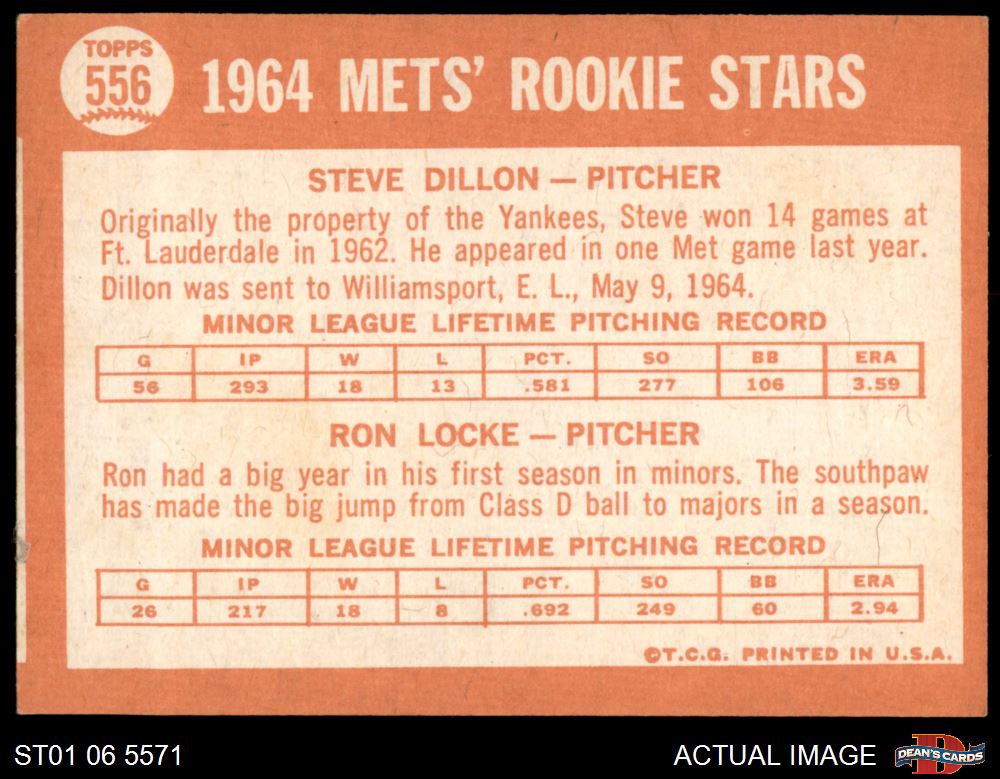 TOPPS
556
1964 METS' ROOKIE STARS
STEVE DILLON — PITCHER
Originally the property of the Yankees, Steve won 14 games at
Ft. Lauderdale in 1962. He appeared in one Met game last year.
Dillon was sent to Williamsport, E. L., May 9, 1964.
MINOR LEAGUE LIFETIME PITCHING RECORD
G IP W L PCT. SO BB ERA
56 293 18 13 .581 277 106 3.59
RON LOCKE — PITCHER
Ron had a big year in his first season in minors. The southpaw
has made the big jump from Class D ball to majors in a season.
MINOR LEAGUE LIFETIME PITCHING RECORD
G IP W L PCT. SO BB ERA
26 217 18 8 .692 249 60 2.94
©T.C.G. PRINTED IN U.S.A.
ST01 06 5571 ACTUAL IMAGE D DEAN'S CARDS